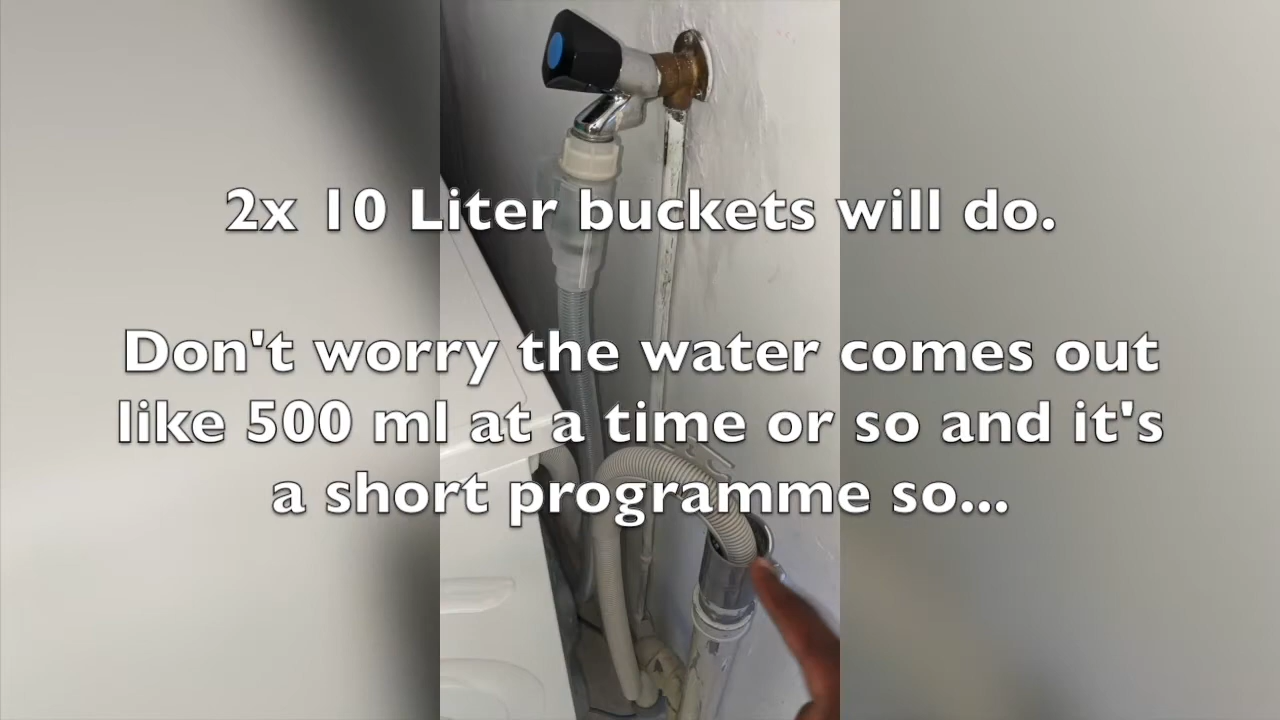 2x 10 Liter buckets will do.
Don't worry the water comes out
like 500 ml at a time or so and it's
a short programme so...